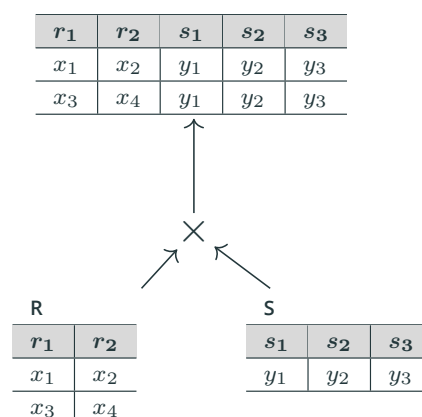 r₁ r₂ s₁ s₂ s₃
x₁ x₂ y₁ y₂ y₃
x₃ x₄ y₁ y₂ y₃
×
R S
r₁ r₂ s₁ s₂ s₃
x₁ x₂ y₁ y₂ y₃
x₃ x₄